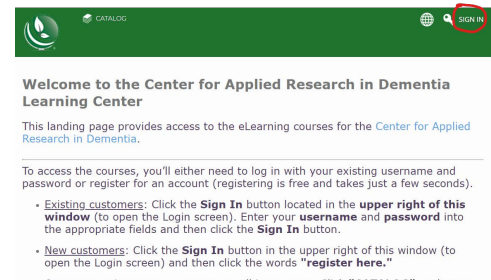 CATALOG
SIGN IN
Welcome to the Center for Applied Research in Dementia
Learning Center
This landing page provides access to the eLearning courses for the Center for Applied
Research in Dementia.
To access the courses, you'll either need to log in with your existing username and
password or register for an account (registering is free and takes just a few seconds).
• Existing customers: Click the Sign In button located in the upper right of this
window (to open the Login screen). Enter your username and password into
the appropriate fields and then click the Sign In button.
• New customers: Click the Sign In button in the upper right of this window (to
open the Login screen) and then click the words "register here."